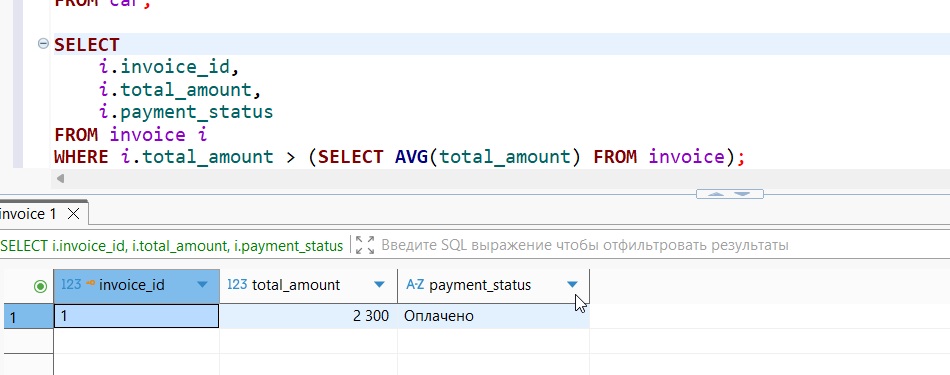 FROM car;
SELECT
i.invoice_id,
i.total_amount,
i.payment_status
FROM invoice i
WHERE i.total_amount > (SELECT AVG(total_amount) FROM invoice);
invoice 1
SELECT i.invoice_id, i.total_amount, i.payment_status Введите SQL выражение чтобы отфильтровать результаты
123 invoice_id 123 total_amount A-Z payment_status
1 1 2 300 Оплачено